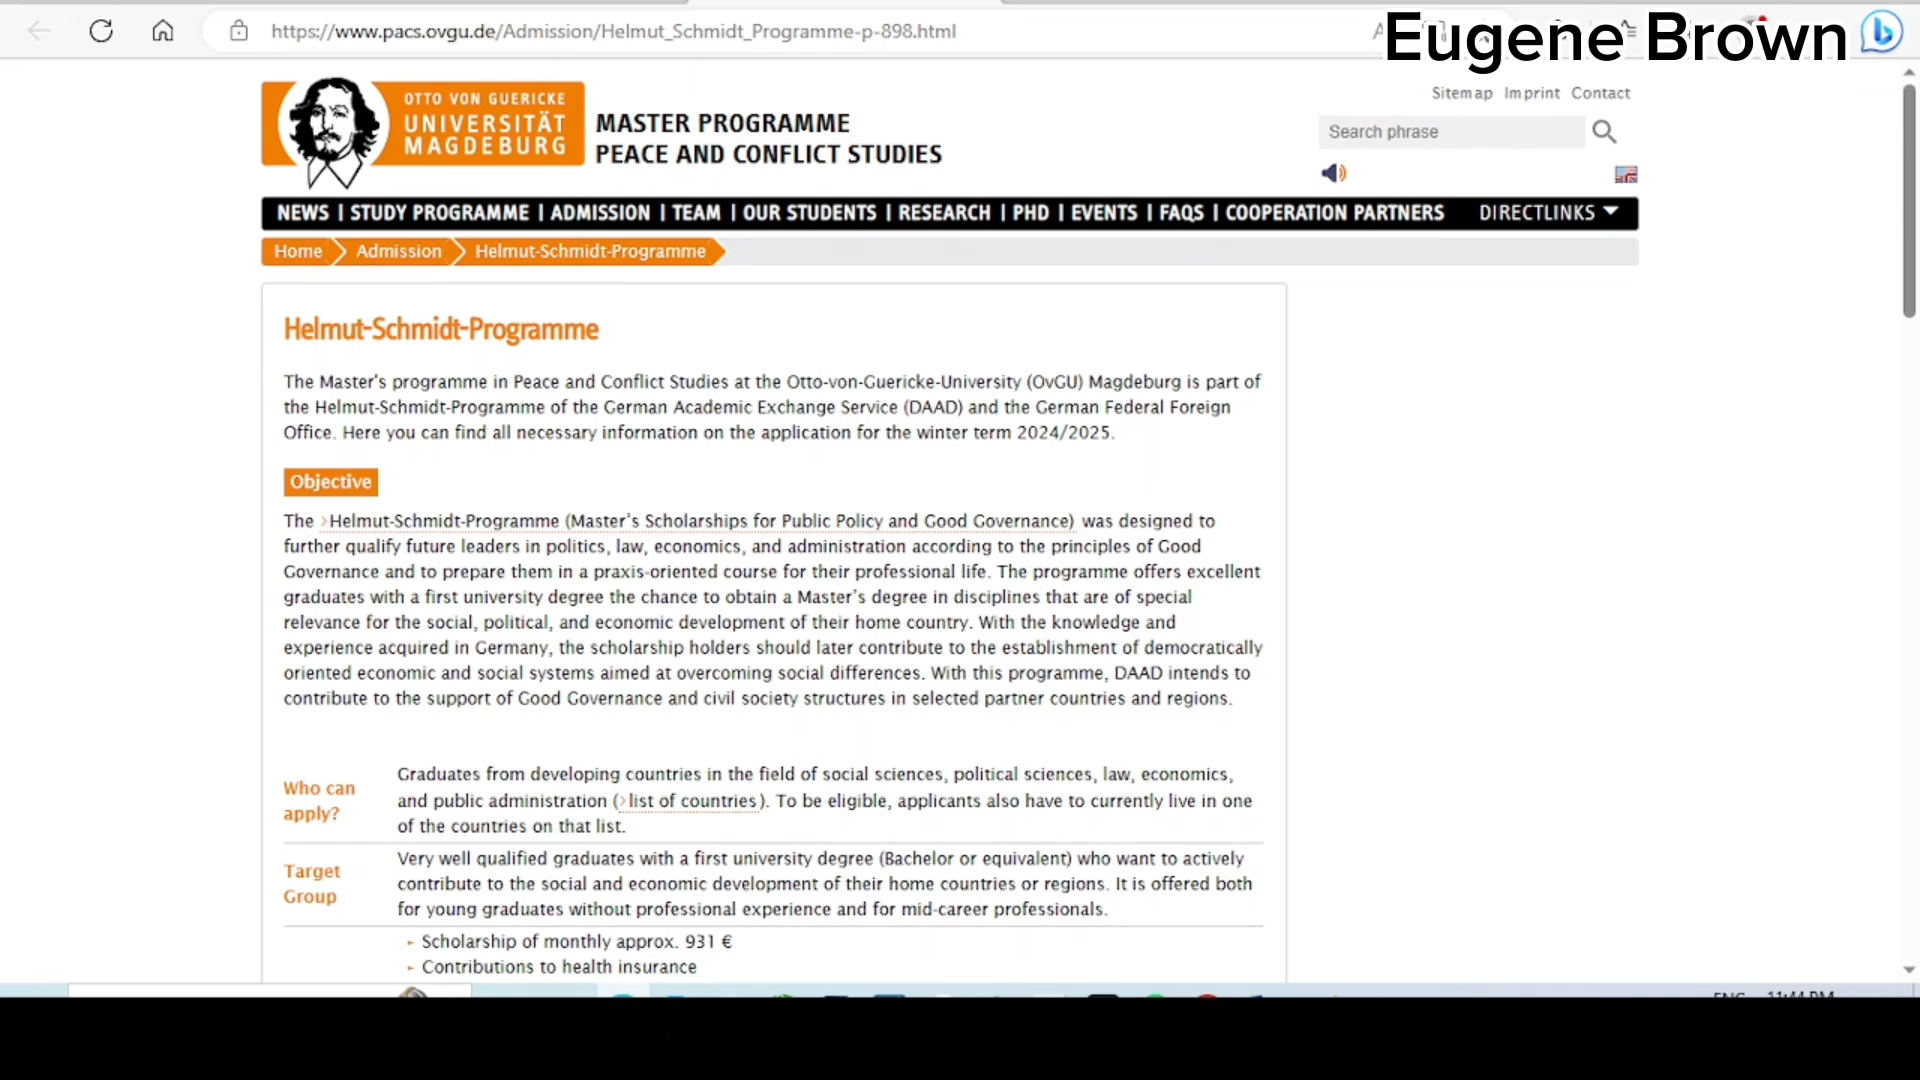 https://www.pacs.ovgu.de/Admission/Helmut_Schmidt_Programme-p-898.html
Eugene Brown
Sitemap Imprint Contact
OTTO VON GUERICKE
UNIVERSITÄT
MAGDEBURG
MASTER PROGRAMME
PEACE AND CONFLICT STUDIES
Search phrase
NEWS | STUDY PROGRAMME | ADMISSION | TEAM | OUR STUDENTS | RESEARCH | PHD | EVENTS | FAQS | COOPERATION PARTNERS DIRECTLINKS
Home Admission Helmut-Schmidt-Programme
Helmut-Schmidt-Programme
The Master's programme in Peace and Conflict Studies at the Otto-von-Guericke-University (OvGU) Magdeburg is part of
the Helmut-Schmidt-Programme of the German Academic Exchange Service (DAAD) and the German Federal Foreign
Office. Here you can find all necessary information on the application for the winter term 2024/2025.
Objective
The ›Helmut-Schmidt-Programme (Master's Scholarships for Public Policy and Good Governance) was designed to
further qualify future leaders in politics, law, economics, and administration according to the principles of Good
Governance and to prepare them in a praxis-oriented course for their professional life. The programme offers excellent
graduates with a first university degree the chance to obtain a Master's degree in disciplines that are of special
relevance for the social, political, and economic development of their home country. With the knowledge and
experience acquired in Germany, the scholarship holders should later contribute to the establishment of democratically
oriented economic and social systems aimed at overcoming social differences. With this programme, DAAD intends to
contribute to the support of Good Governance and civil society structures in selected partner countries and regions.
Who can
apply?
Graduates from developing countries in the field of social sciences, political sciences, law, economics,
and public administration (›list of countries). To be eligible, applicants also have to currently live in one
of the countries on that list.
Target
Group
Very well qualified graduates with a first university degree (Bachelor or equivalent) who want to actively
contribute to the social and economic development of their home countries or regions. It is offered both
for young graduates without professional experience and for mid-career professionals.
Scholarship of monthly approx. 931 €
Contributions to health insurance